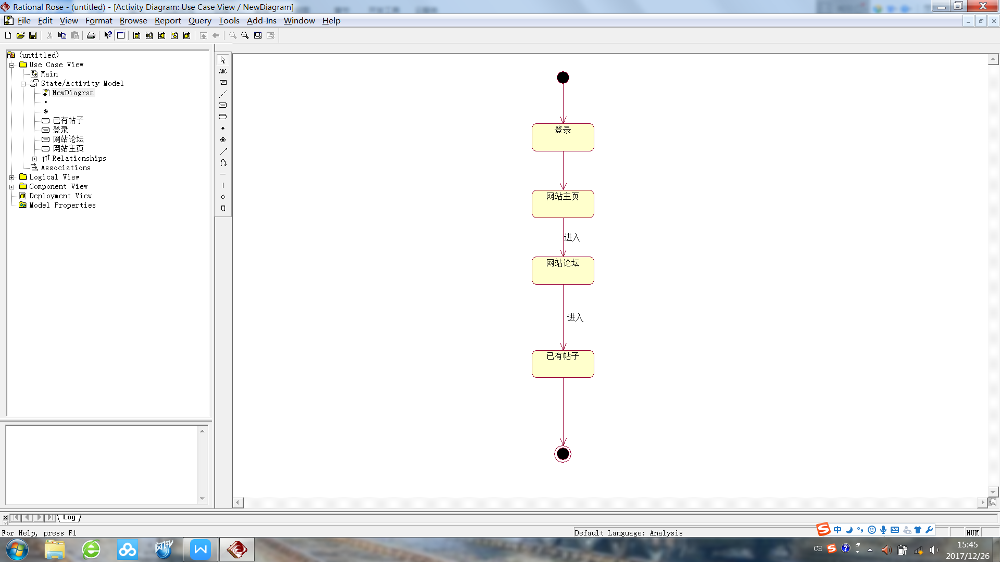 Rational Rose - (untitled) - [Activity Diagram: Use Case View / NewDiagram]
File Edit View Format Browse Report Query Tools Add-Ins Window Help
(untitled)
Use Case View
Main
State/Activity Model
NewDiagram
已有帖子
登录
网站论坛
网站主页
Relationships
Associations
Logical View
Component View
Deployment View
Model Properties
ABC
登录
网站主页
进入
网站论坛
进入
已有帖子
Log
For Help, press F1
Default Language: Analysis
中
NUM
CH
15:45
2017/12/26